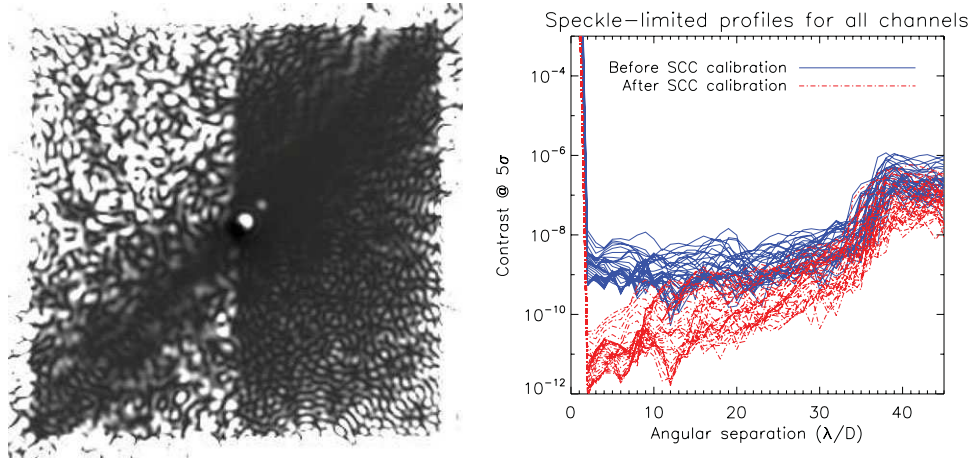 Speckle-limited profiles for all channels
Before SCC calibration
After SCC calibration
Contrast @ 5σ
10⁻⁴
10⁻⁶
10⁻⁸
10⁻¹⁰
10⁻¹²
0 10 20 30 40
Angular separation (λ/D)